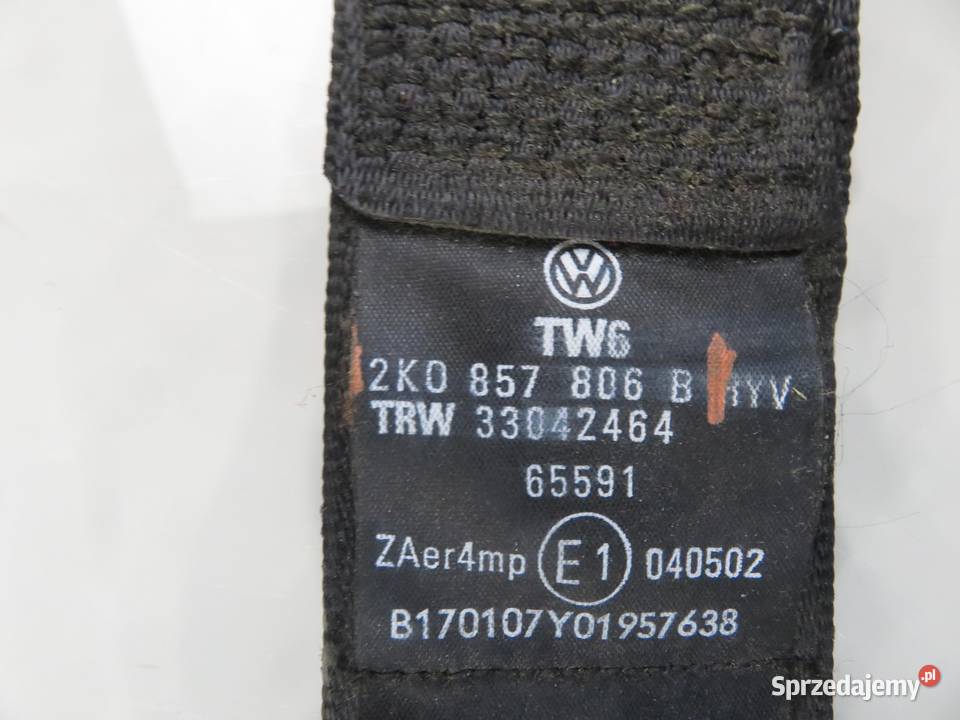 TW6
2K0 857 806 B
TRW 33042464
65591
ZAer4mp E1 040502
B170107Y01957638
Sprzedajemy.pl